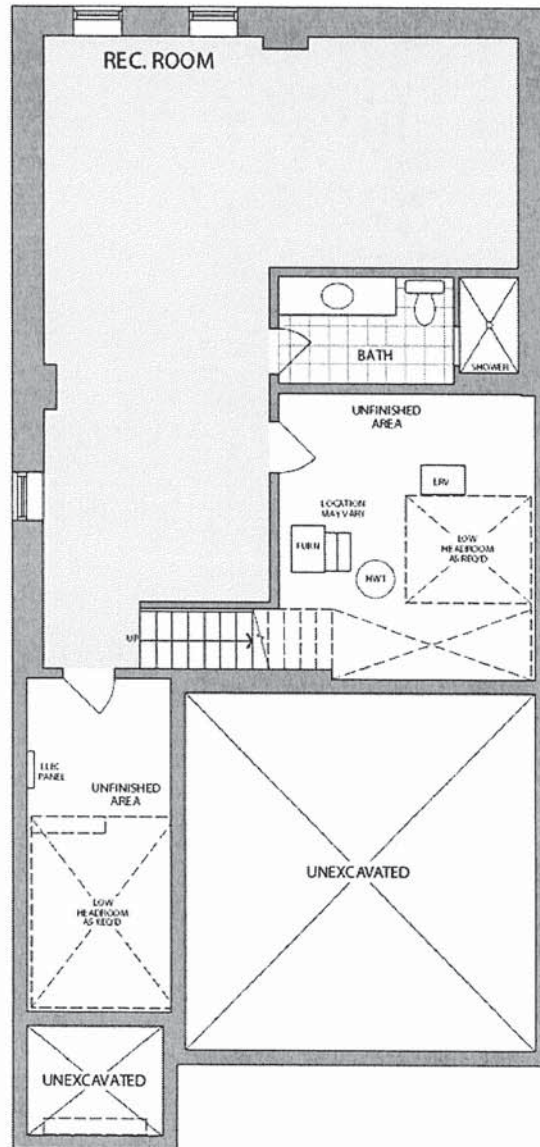 REC. ROOM
BATH
SHOWER
UNFINISHED
AREA
ERV
LOCATION
MAY VARY
FURN
LOW
HEADROOM
AS REQ'D
HWT
UP
ELEC
PANEL
UNFINISHED
AREA
LOW
HEADROOM
AS REQ'D
UNEXCAVATED
UNEXCAVATED